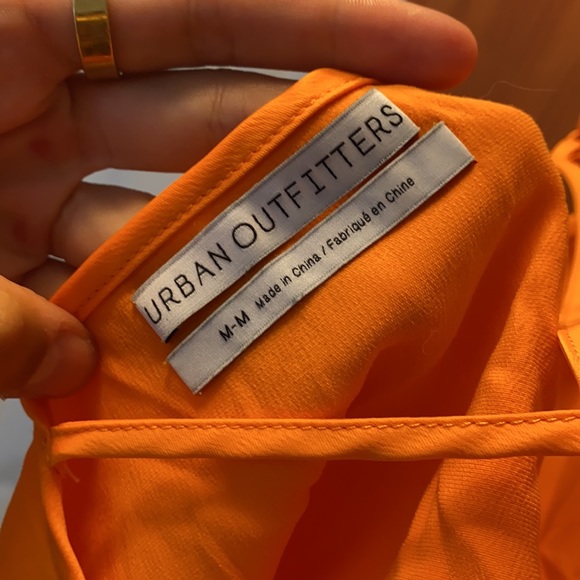 URBAN OUTFITTERS
M-M Made in China / Fabriqué en Chine